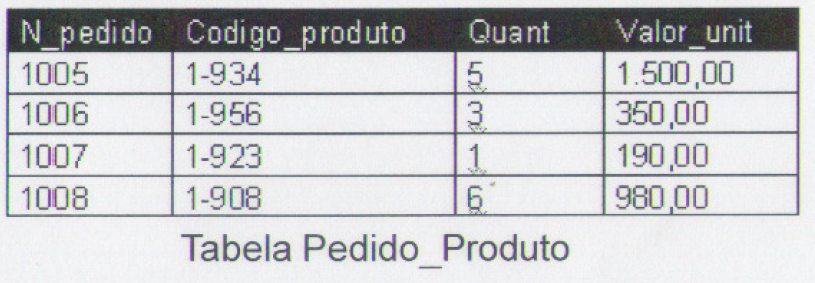 N_pedido Codigo_produto Quant Valor_unit
1005 1-934 5 1.500,00
1006 1-956 3 350,00
1007 1-923 1 190,00
1008 1-908 6 980,00
Tabela Pedido_Produto